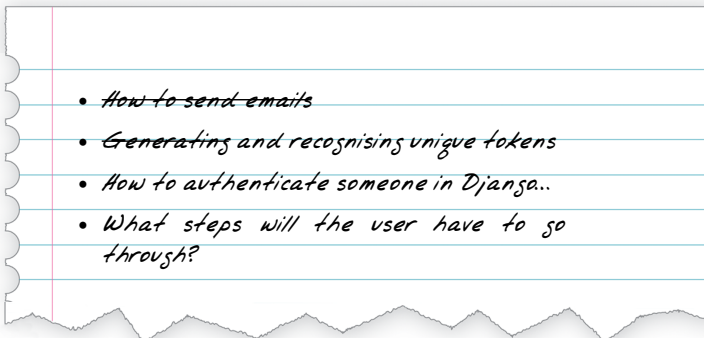 • How to send emails
• Generating and recognising unique tokens
• How to authenticate someone in Django...
• What steps will the user have to go
through?